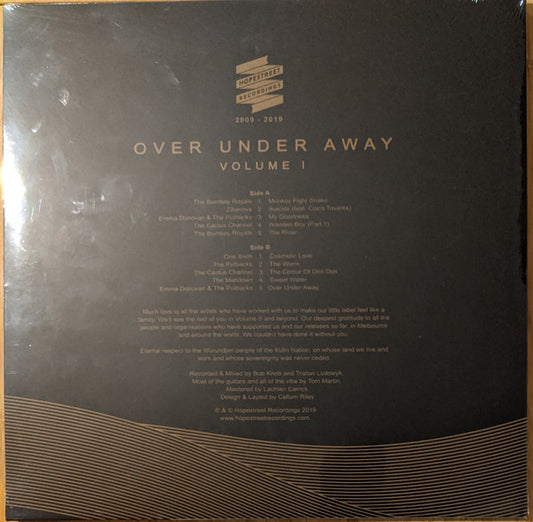 HOPESTREET
RECORDINGS
2009 - 2019
OVER UNDER AWAY
VOLUME I
Side A
The Bombay Royale 1 Monkey Fight Snake
2 Suicide (feat. Clara Tavares)
Emma Donovan & The Putbacks 3 My Goodness
The Cactus Channel 4 Wooden Boy (Part 1)
The Bombay Royale 5 The River
Side B
One Sixth 1 Cosmetic Love
The Putbacks 2 The Worm
The Cactus Channel 3 The Colour Of Don Don
The Meltdown 4 Sweet Water
Emma Donovan & The Putbacks 5 Over Under Away
Much love to all the artists who have worked with us to make our little label feel like a
family. We'll see the rest of you in Volume II and beyond. Our deepest gratitude to all the
people and organisations who have supported us and our releases so far, in Melbourne
and around the world. We couldn't have done it without you.
Eternal respect to the Wurundjeri people of the Kulin Nation, on whose land we live and
work and whose sovereignty was never ceded.
Recorded & Mixed by Bob Knob and Tristan Ludowyk.
Most of the guitars and all of the vibe by Tom Martin.
Mastered by Lachlan Carrick
Design & Layout by Callum Riley
℗ & © Hopestreet Recordings 2019
www.hopestreetrecordings.com